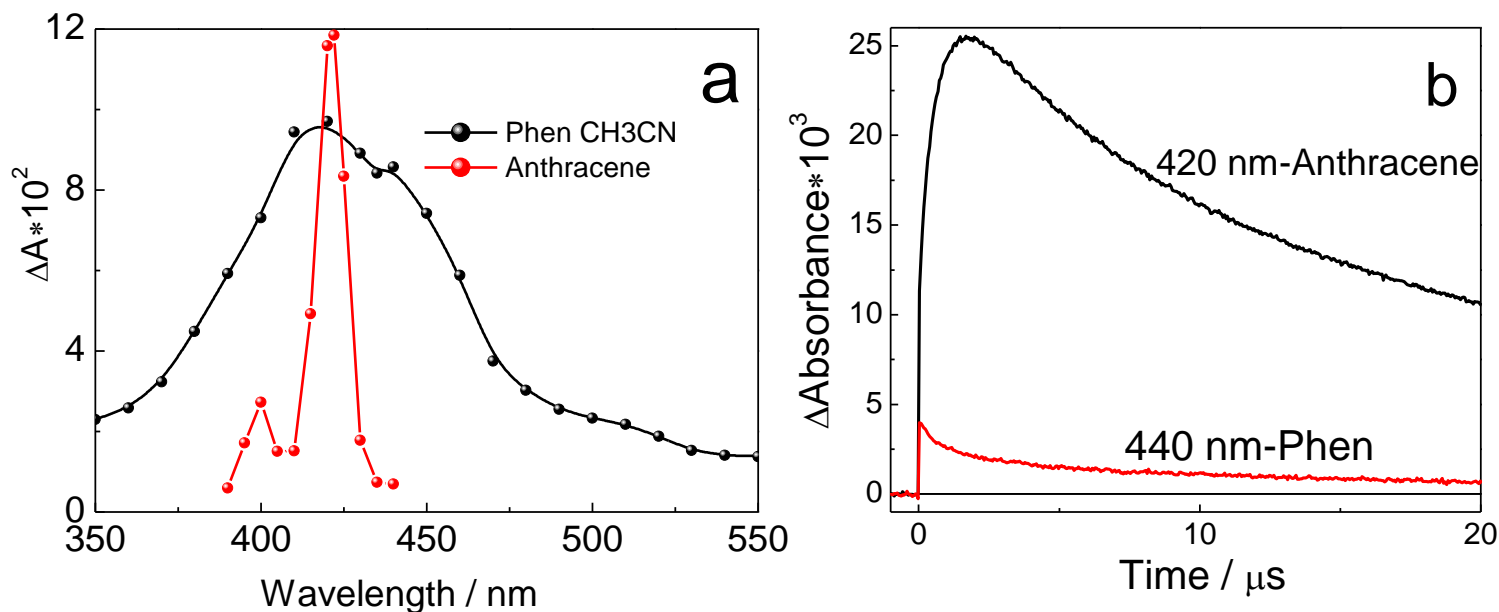 a
12
8
4
0
ΔA*10²
Phen CH3CN
Anthracene
350 400 450 500 550
Wavelength / nm
b
25
20
15
10
5
0
ΔAbsorbance*10³
420 nm-Anthracene
440 nm-Phen
0 10 20
Time / μs